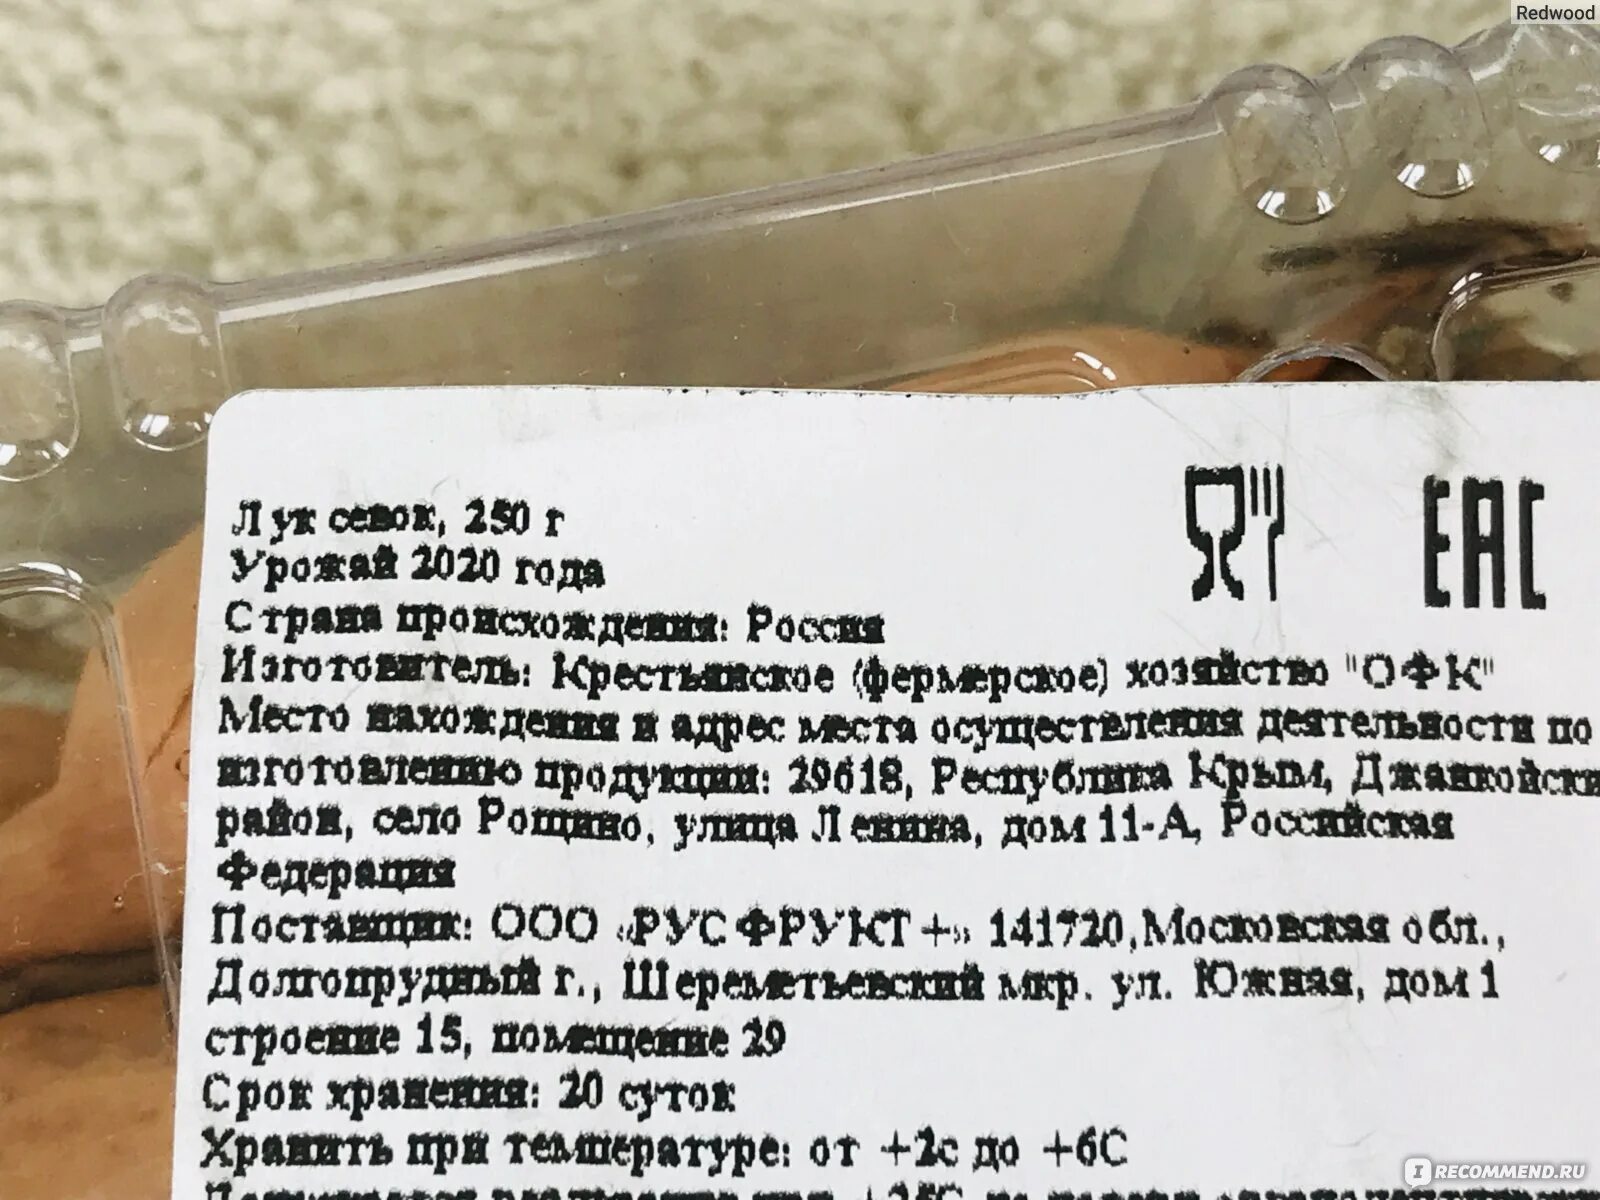 Redwood
EAC
Лук севок, 250 г
Урожай 2020 года
Страна происхождения: Россия
Изготовитель: Крестьянское (фермерское) хозяйство "ОФК"
Место нахождения и адрес места осуществления деятельности по
изготовлению продукции: 29618, Республика Крым, Джанкойски
район, село Рощино, улица Ленина, дом 11-А, Российская
Федерация
Поставщик: ООО «РУС ФРУКТ+» 141720,Московская обл.,
Долгопрудный г., Шереметьевский мкр. ул. Южная, дом 1
строение 15, помещение 29
Срок хранения: 20 суток
Хранить при температуре: от +2с до +6С
IRECOMMEND.RU